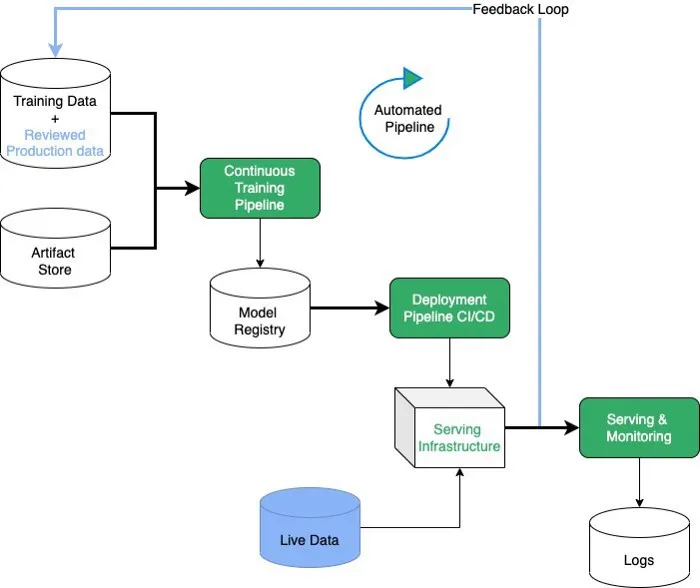 Feedback Loop
Training Data
+
Reviewed
Production data
Automated
Pipeline
Continuous
Training
Pipeline
Artifact
Store
Model
Registry
Deployment
Pipeline CI/CD
Serving
Infrastructure
Serving &
Monitoring
Live Data
Logs